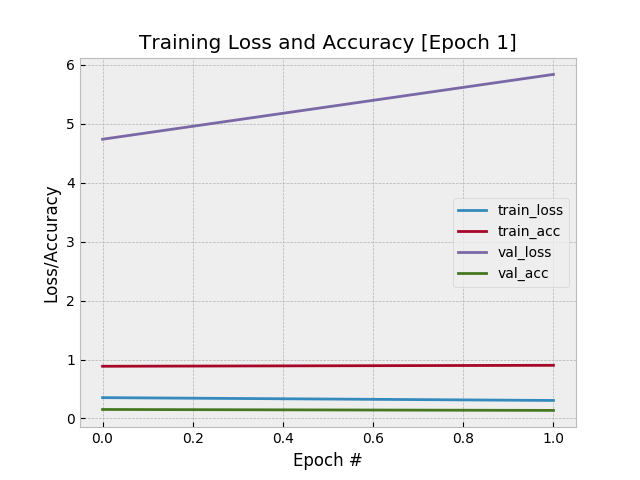 Training Loss and Accuracy [Epoch 1]
Loss/Accuracy
6
5
4
3
2
1
0
train_loss
train_acc
val_loss
val_acc
0.0 0.2 0.4 0.6 0.8 1.0
Epoch #